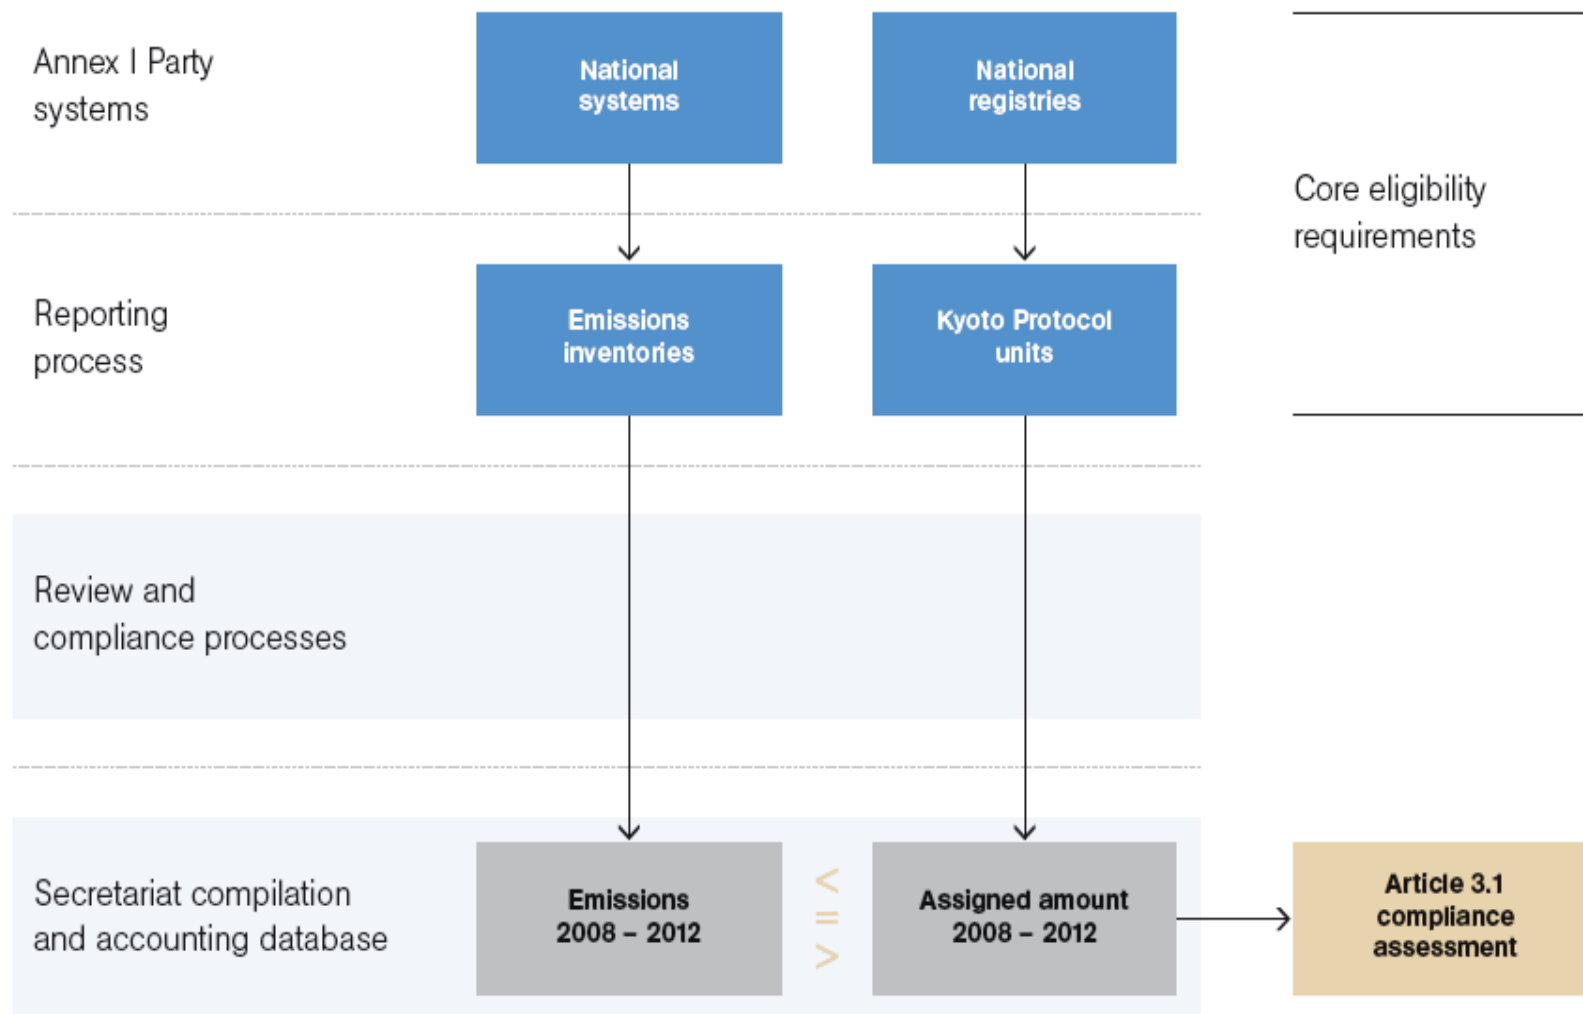 Annex I Party
systems
National
systems
National
registries
Core eligibility
requirements
Reporting
process
Emissions
inventories
Kyoto Protocol
units
Review and
compliance processes
Secretariat compilation
and accounting database
Emissions
2008 – 2012
<
=
>
Assigned amount
2008 – 2012
Article 3.1
compliance
assessment